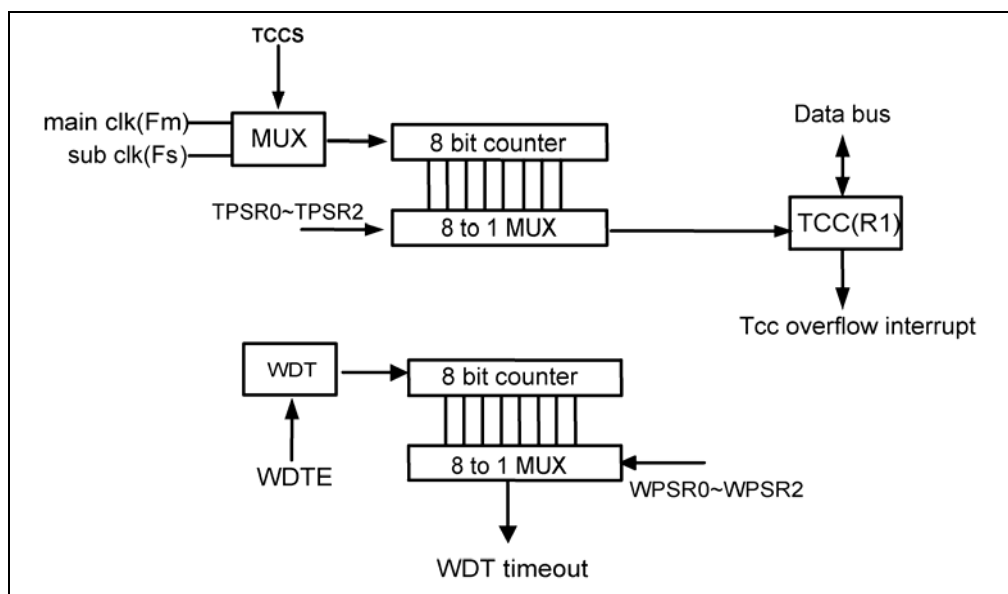 TCCS
main clk(Fm)
sub clk(Fs)
MUX
8 bit counter
Data bus
TPSR0~TPSR2
8 to 1 MUX
TCC(R1)
Tcc overflow interrupt
WDT
8 bit counter
WDTE
8 to 1 MUX
WPSR0~WPSR2
WDT timeout